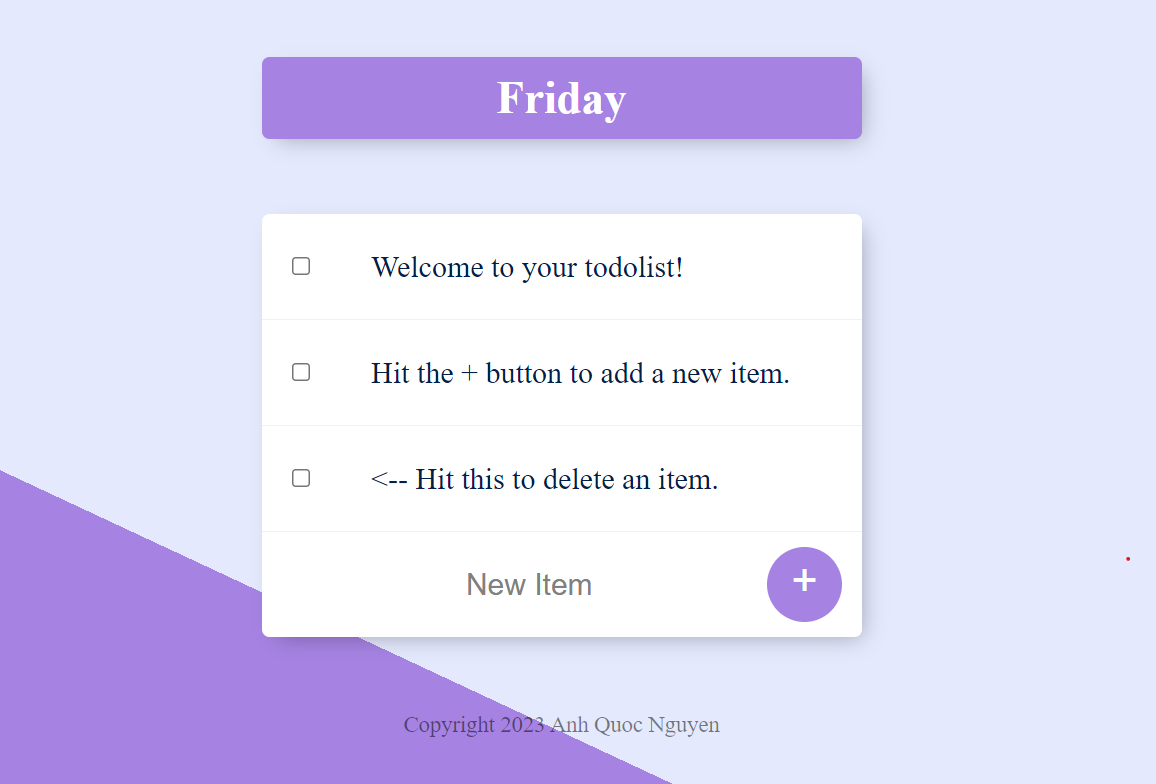 Friday
Welcome to your todolist!
Hit the + button to add a new item.
<-- Hit this to delete an item.
New Item
+
Copyright 2023 Anh Quoc Nguyen